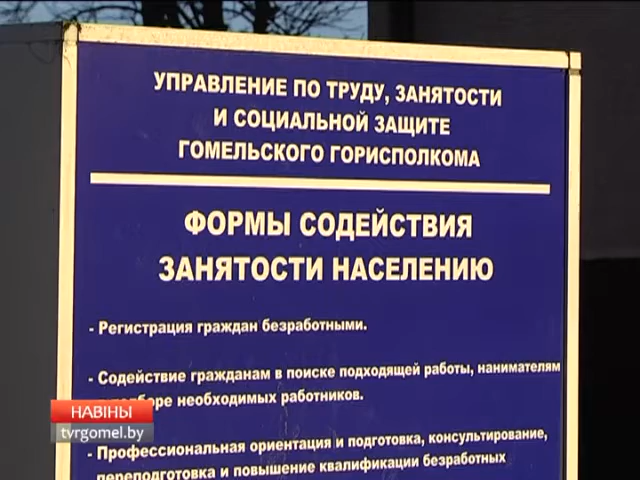 УПРАВЛЕНИЕ ПО ТРУДУ, ЗАНЯТОСТИ
И СОЦИАЛЬНОЙ ЗАЩИТЕ
ГОМЕЛЬСКОГО ГОРИСПОЛКОМА
ФОРМЫ СОДЕЙСТВИЯ
ЗАНЯТОСТИ НАСЕЛЕНИЮ
- Регистрация граждан безработными.
- Содействие гражданам в поиске подходящей работы, нанимателям
необходимых работников.
- Профессиональная ориентация и подготовка, консультирование,
переподготовка и повышение квалификации безработных
НАВІНЫ
tvrgomel.by